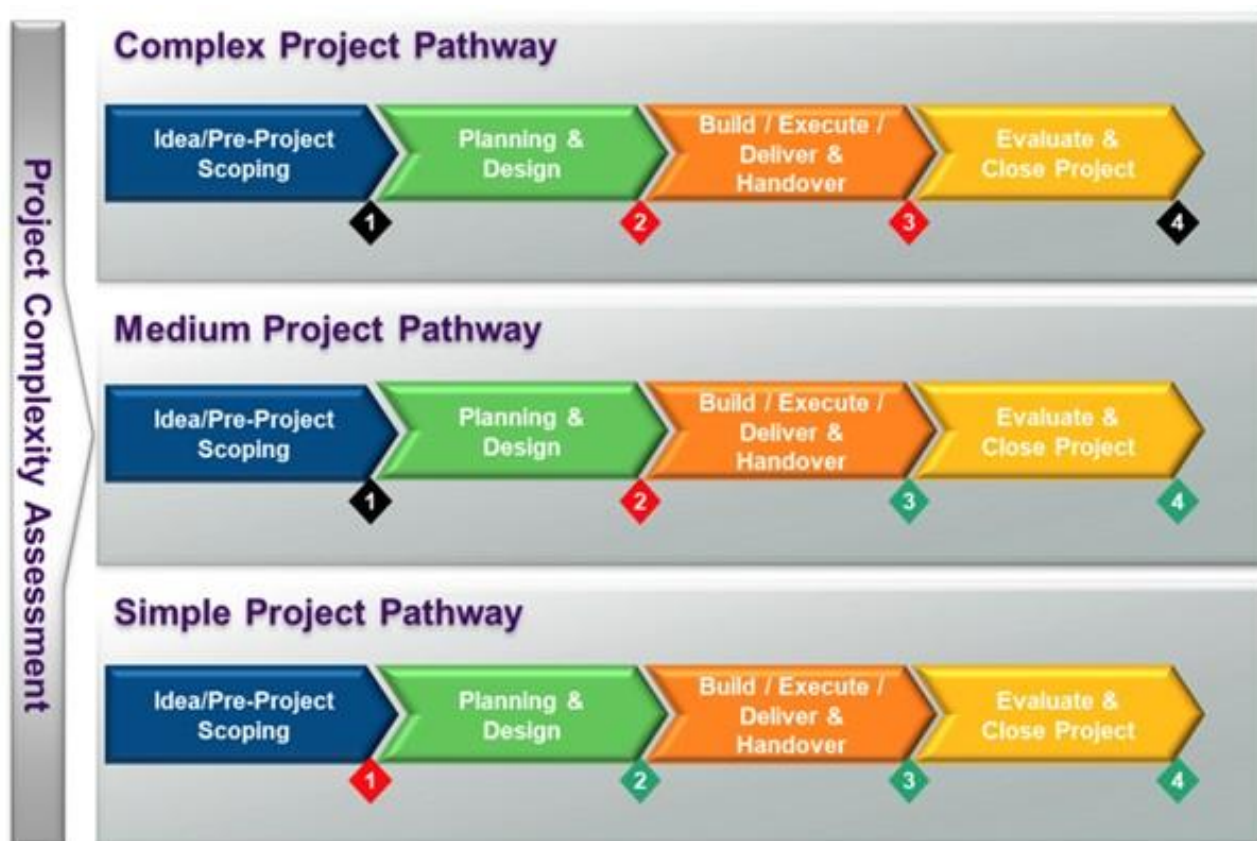 Project Complexity Assessment
Complex Project Pathway
Idea/Pre-Project
Scoping
Planning &
Design
Build / Execute /
Deliver &
Handover
Evaluate &
Close Project
1
2
3
4
Medium Project Pathway
Idea/Pre-Project
Scoping
Planning &
Design
Build / Execute /
Deliver &
Handover
Evaluate &
Close Project
1
2
3
4
Simple Project Pathway
Idea/Pre-Project
Scoping
Planning &
Design
Build / Execute /
Deliver &
Handover
Evaluate &
Close Project
1
2
3
4